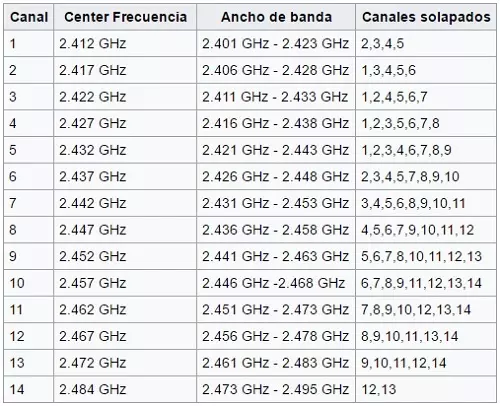 Canal Center Frecuencia Ancho de banda Canales solapados
1 2.412 GHz 2.401 GHz - 2.423 GHz 2,3,4,5
2 2.417 GHz 2.406 GHz - 2.428 GHz 1,3,4,5,6
3 2.422 GHz 2.411 GHz - 2.433 GHz 1,2,4,5,6,7
4 2.427 GHz 2.416 GHz - 2.438 GHz 1,2,3,5,6,7,8
5 2.432 GHz 2.421 GHz - 2.443 GHz 1,2,3,4,6,7,8,9
6 2.437 GHz 2.426 GHz - 2.448 GHz 2,3,4,5,7,8,9,10
7 2.442 GHz 2.431 GHz - 2.453 GHz 3,4,5,6,8,9,10,11
8 2.447 GHz 2.436 GHz - 2.458 GHz 4,5,6,7,9,10,11,12
9 2.452 GHz 2.441 GHz - 2.463 GHz 5,6,7,8,10,11,12,13
10 2.457 GHz 2.446 GHz -2.468 GHz 6,7,8,9,11,12,13,14
11 2.462 GHz 2.451 GHz - 2.473 GHz 7,8,9,10,12,13,14
12 2.467 GHz 2.456 GHz - 2.478 GHz 8,9,10,11,13,14
13 2.472 GHz 2.461 GHz - 2.483 GHz 9,10,11,12,14
14 2.484 GHz 2.473 GHz - 2.495 GHz 12,13